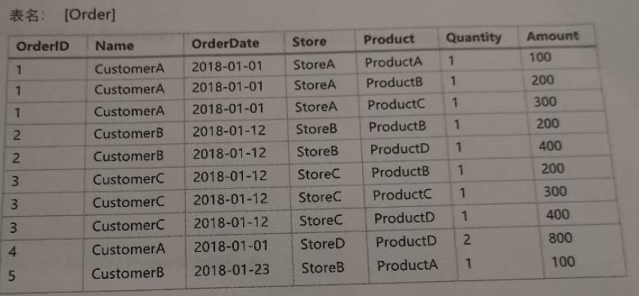 表名： [Order]
OrderID Name OrderDate Store Product Quantity Amount
1 CustomerA 2018-01-01 StoreA ProductA 1 100
1 CustomerA 2018-01-01 StoreA ProductB 1 200
1 CustomerA 2018-01-01 StoreA ProductC 1 300
2 CustomerB 2018-01-12 StoreB ProductB 1 200
2 CustomerB 2018-01-12 StoreB ProductD 1 400
3 CustomerC 2018-01-12 StoreC ProductB 1 200
3 CustomerC 2018-01-12 StoreC ProductC 1 300
3 CustomerC 2018-01-12 StoreC ProductD 1 400
4 CustomerA 2018-01-01 StoreD ProductD 2 800
5 CustomerB 2018-01-23 StoreB ProductA 1 100